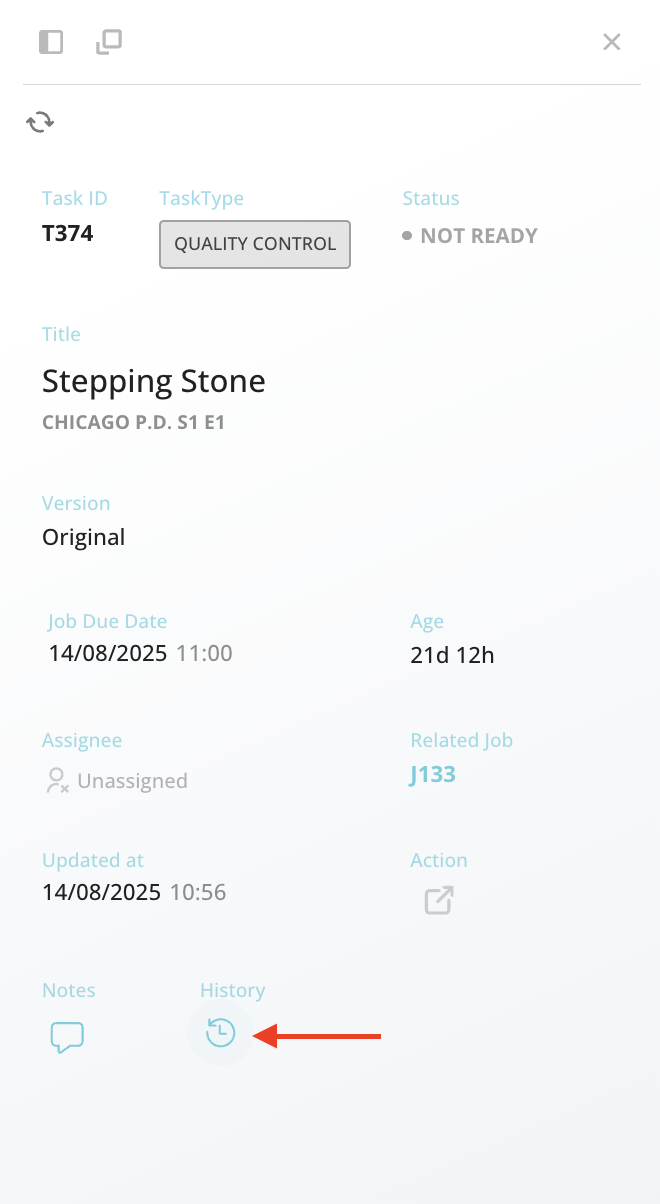 Task ID TaskType Status
T374 QUALITY CONTROL NOT READY
Title
Stepping Stone
CHICAGO P.D. S1 E1
Version
Original
Job Due Date Age
14/08/2025 11:00 21d 12h
Assignee Related Job
Unassigned J133
Updated at Action
14/08/2025 10:56
Notes History